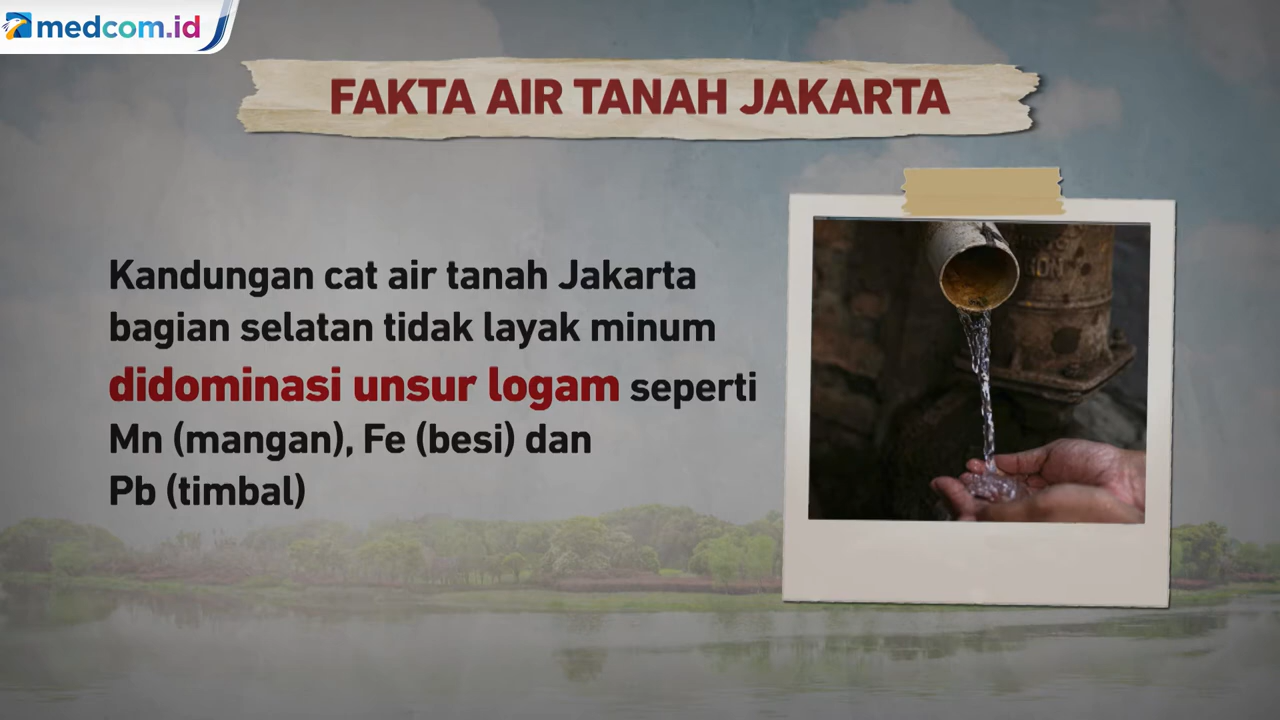 medcom.id
FAKTA AIR TANAH JAKARTA
Kandungan cat air tanah Jakarta
bagian selatan tidak layak minum
didominasi unsur logam seperti
Mn (mangan), Fe (besi) dan
Pb (timbal)